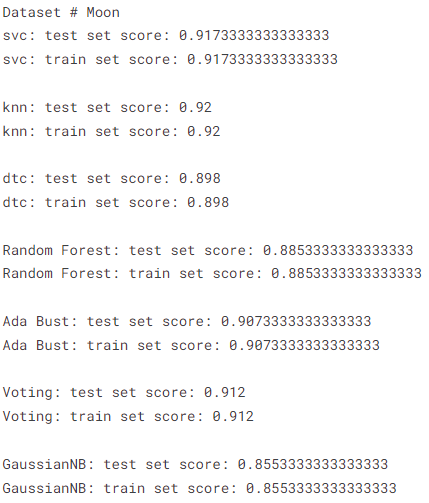 Dataset # Moon
svc: test set score: 0.9173333333333333
svc: train set score: 0.9173333333333333
knn: test set score: 0.92
knn: train set score: 0.92
dtc: test set score: 0.898
dtc: train set score: 0.898
Random Forest: test set score: 0.8853333333333333
Random Forest: train set score: 0.8853333333333333
Ada Bust: test set score: 0.9073333333333333
Ada Bust: train set score: 0.9073333333333333
Voting: test set score: 0.912
Voting: train set score: 0.912
GaussianNB: test set score: 0.8553333333333333
GaussianNB: train set score: 0.8553333333333333